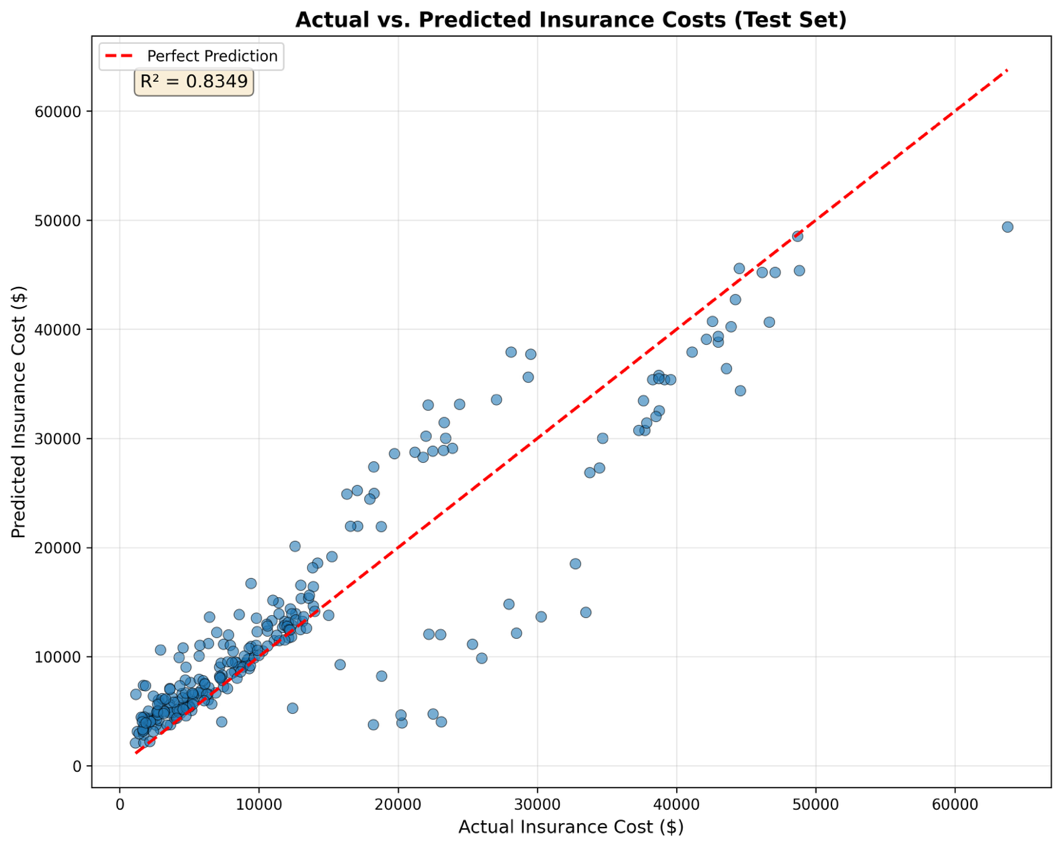 Actual vs. Predicted Insurance Costs (Test Set)
Perfect Prediction
R² = 0.8349
Predicted Insurance Cost ($)
60000
50000
40000
30000
20000
10000
0
0 10000 20000 30000 40000 50000 60000
Actual Insurance Cost ($)